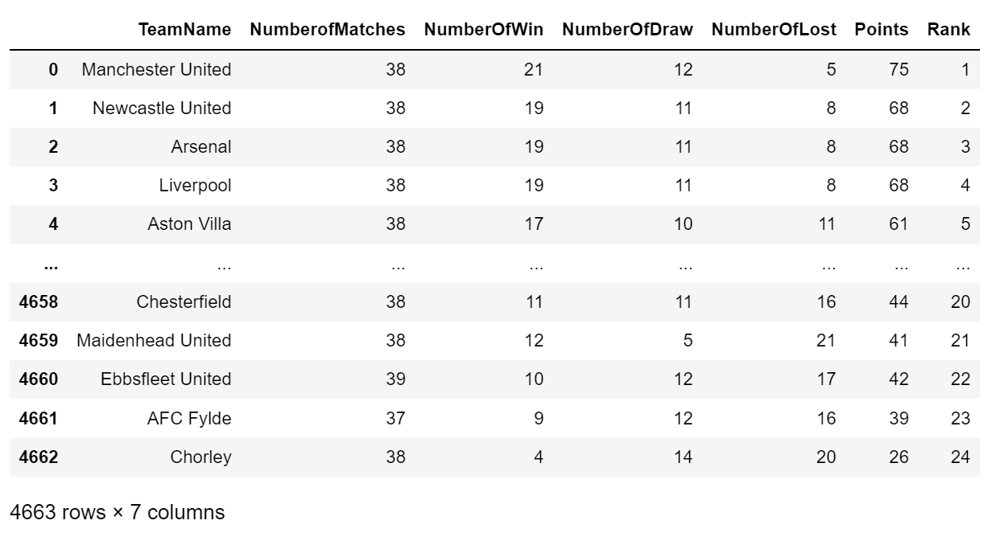 TeamName NumberofMatches NumberOfWin NumberOfDraw NumberOfLost Points Rank
0 Manchester United 38 21 12 5 75 1
1 Newcastle United 38 19 11 8 68 2
2 Arsenal 38 19 11 8 68 3
3 Liverpool 38 19 11 8 68 4
4 Aston Villa 38 17 10 11 61 5
... ... ... ... ... ... ... ...
4658 Chesterfield 38 11 11 16 44 20
4659 Maidenhead United 38 12 5 21 41 21
4660 Ebbsfleet United 39 10 12 17 42 22
4661 AFC Fylde 37 9 12 16 39 23
4662 Chorley 38 4 14 20 26 24
4663 rows × 7 columns